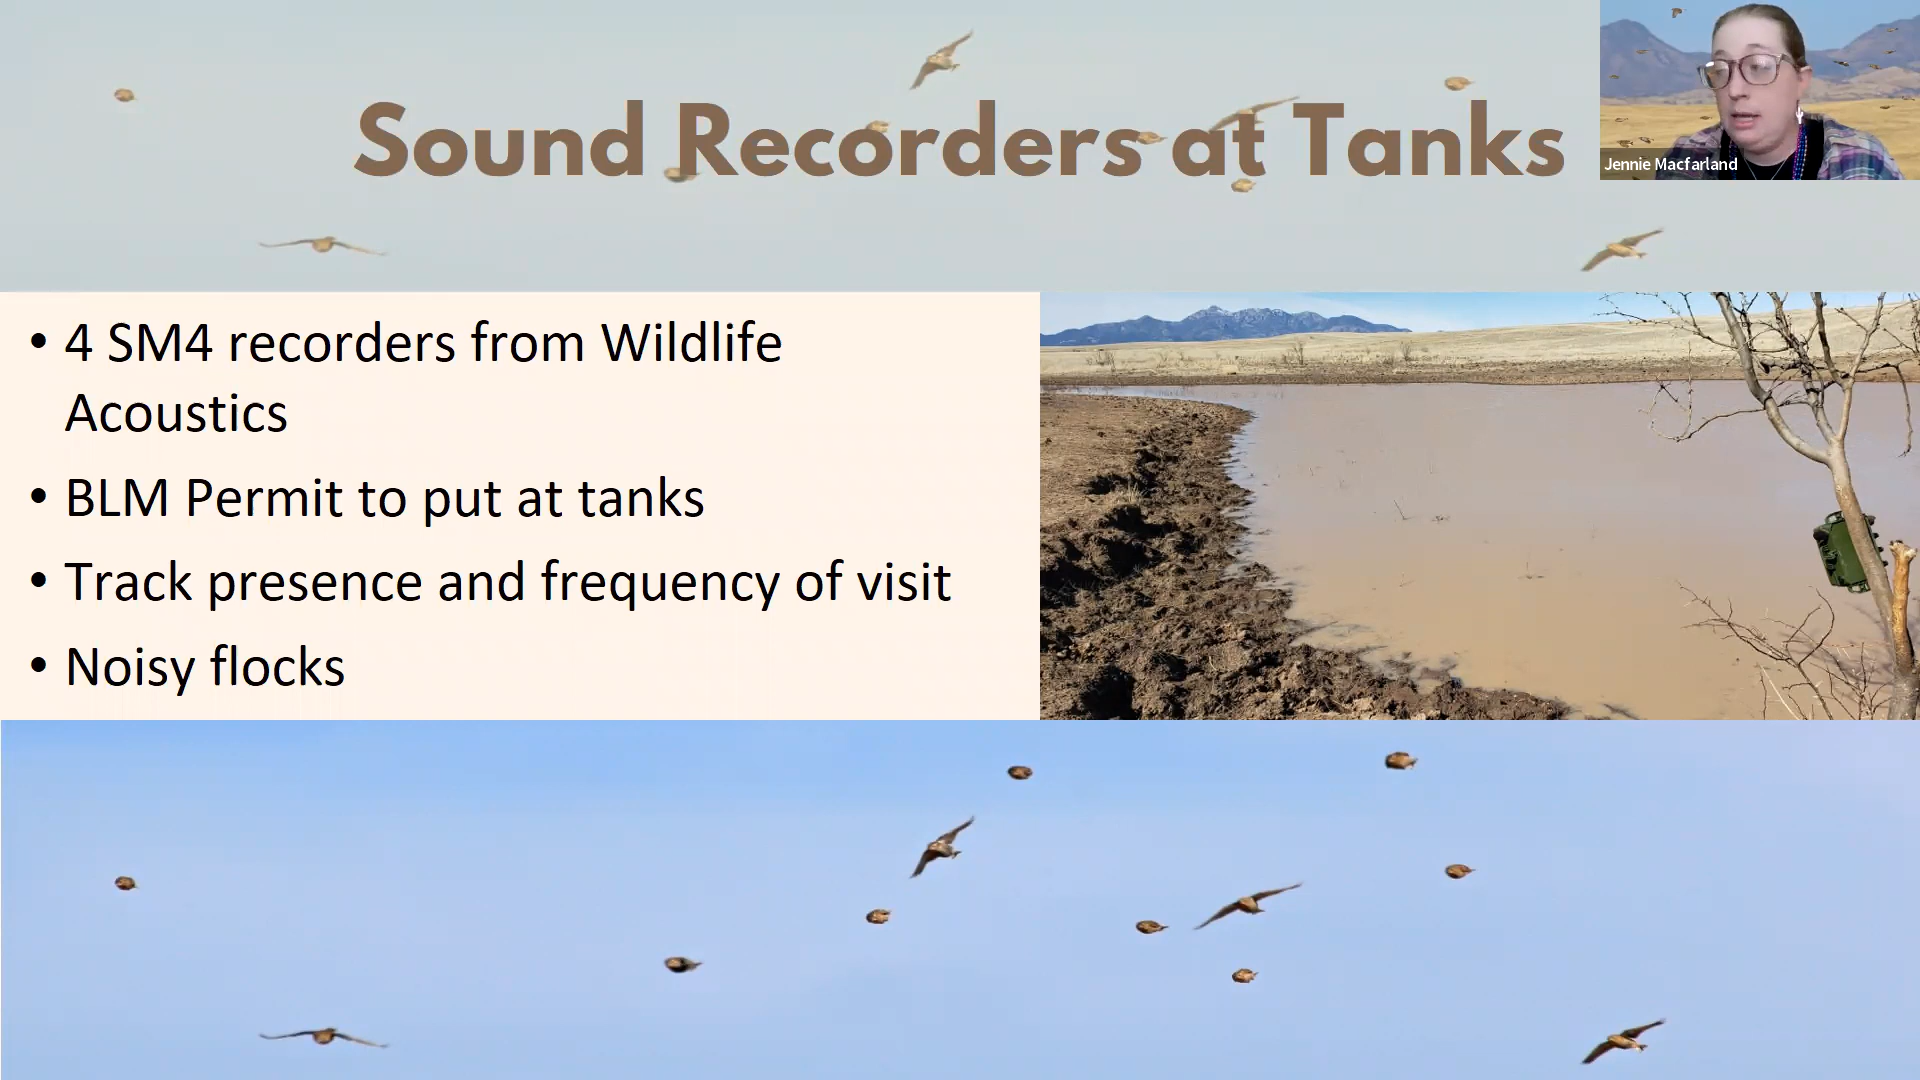 Sound Recorders at Tanks
Jennie Macfarland
• 4 SM4 recorders from Wildlife
Acoustics
• BLM Permit to put at tanks
• Track presence and frequency of visit
• Noisy flocks